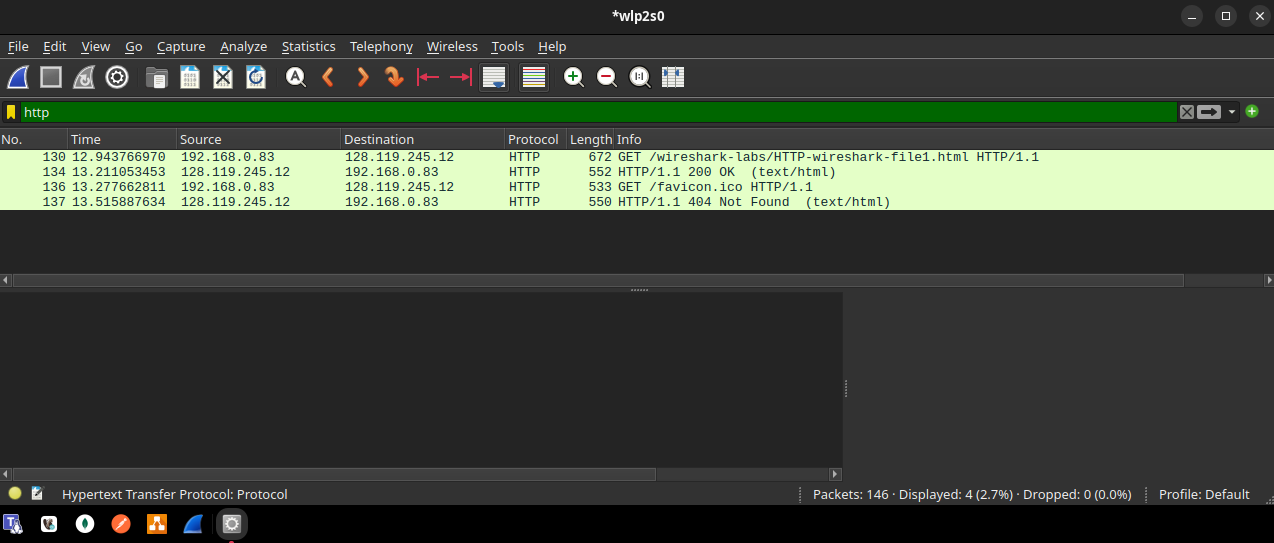 *wlp2s0
File Edit View Go Capture Analyze Statistics Telephony Wireless Tools Help
http
No. Time Source Destination Protocol Length Info
130 12.943766970 192.168.0.83 128.119.245.12 HTTP 672 GET /wireshark-labs/HTTP-wireshark-file1.html HTTP/1.1
134 13.211053453 128.119.245.12 192.168.0.83 HTTP 552 HTTP/1.1 200 OK (text/html)
136 13.277662811 192.168.0.83 128.119.245.12 HTTP 533 GET /favicon.ico HTTP/1.1
137 13.515887634 128.119.245.12 192.168.0.83 HTTP 550 HTTP/1.1 404 Not Found (text/html)
Hypertext Transfer Protocol: Protocol Packets: 146 · Displayed: 4 (2.7%) · Dropped: 0 (0.0%) Profile: Default